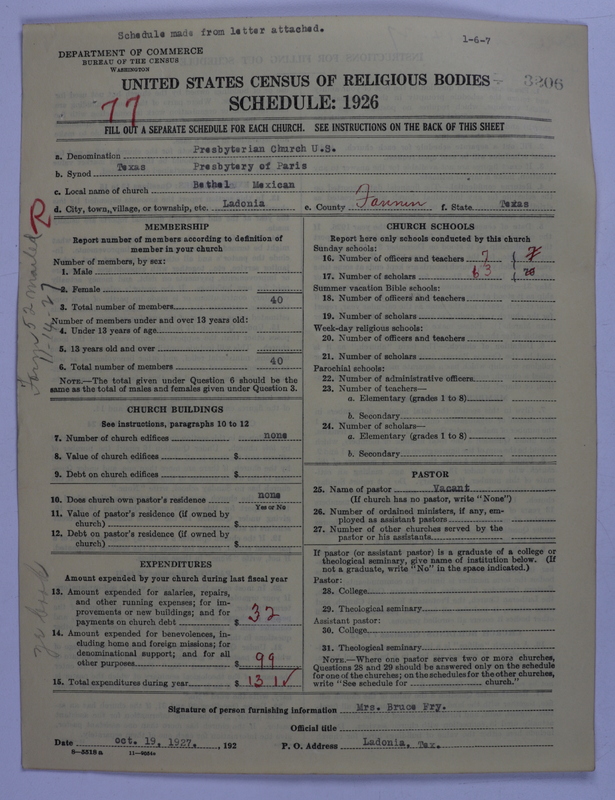 Schedule made from letter attached.
1-6-7
DEPARTMENT OF COMMERCE
BUREAU OF THE CENSUS
WASHINGTON
UNITED STATES CENSUS OF RELIGIOUS BODIES
3206
77
SCHEDULE: 1926
FILL OUT A SEPARATE SCHEDULE FOR EACH CHURCH. SEE INSTRUCTIONS ON THE BACK OF THIS SHEET
a. Denomination Presbyterian Church U.S.
b. Synod Texas Presbytery of Paris
c. Local name of church Bethel Mexican
d. City, town, village, or township, etc. Ladonia e. County Fannin f. State Texas
R
Form 52 mailed
11-14-27
MEMBERSHIP
Report number of members according to definition of
member in your church
Number of members, by sex:
1. Male
2. Female
3. Total number of members 40
Number of members under and over 13 years old:
4. Under 13 years of age
5. 13 years old and over
6. Total number of members 40
NOTE.—The total given under Question 6 should be the
same as the total of males and females given under Question 3.
CHURCH BUILDINGS
See instructions, paragraphs 10 to 12
7. Number of church edifices none
8. Value of church edifices $
9. Debt on church edifices $
10. Does church own pastor's residence none
Yes or No
11. Value of pastor's residence (if owned by
church) $
12. Debt on pastor's residence (if owned by
church) $
EXPENDITURES
Amount expended by your church during last fiscal year
13. Amount expended for salaries, repairs,
and other running expenses; for im-
provements or new buildings; and for
payments on church debt $ 32
14. Amount expended for benevolences, in-
cluding home and foreign missions; for
denominational support; and for all
other purposes $ 99
15. Total expenditures during year $ 131 ✓
CHURCH SCHOOLS
Report here only schools conducted by this church
Sunday schools:
16. Number of officers and teachers 7 7
17. Number of scholars 63
Summer vacation Bible schools:
18. Number of officers and teachers
19. Number of scholars
Week-day religious schools:
20. Number of officers and teachers
21. Number of scholars
Parochial schools:
22. Number of administrative officers
23. Number of teachers—
a. Elementary (grades 1 to 8)
b. Secondary
24. Number of scholars—
a. Elementary (grades 1 to 8)
b. Secondary
PASTOR
25. Name of pastor Vacant
(If church has no pastor, write "None")
26. Number of ordained ministers, if any, em-
ployed as assistant pastors
27. Number of other churches served by the
pastor or his assistants
If pastor (or assistant pastor) is a graduate of a college or
theological seminary, give name of institution below. (If
not a graduate, write "No" in the space indicated.)
Pastor:
28. College
29. Theological seminary
Assistant pastor:
30. College
31. Theological seminary
NOTE.—Where one pastor serves two or more churches,
Questions 28 and 29 should be answered only on the schedule
for one of the churches; on the schedules for the other churches,
write "See schedule for church."
Signature of person furnishing information Mrs. Bruce Fry.
Official title
Date oct. 19, 1927. , 192 P. O. Address Ladonia, Tex.